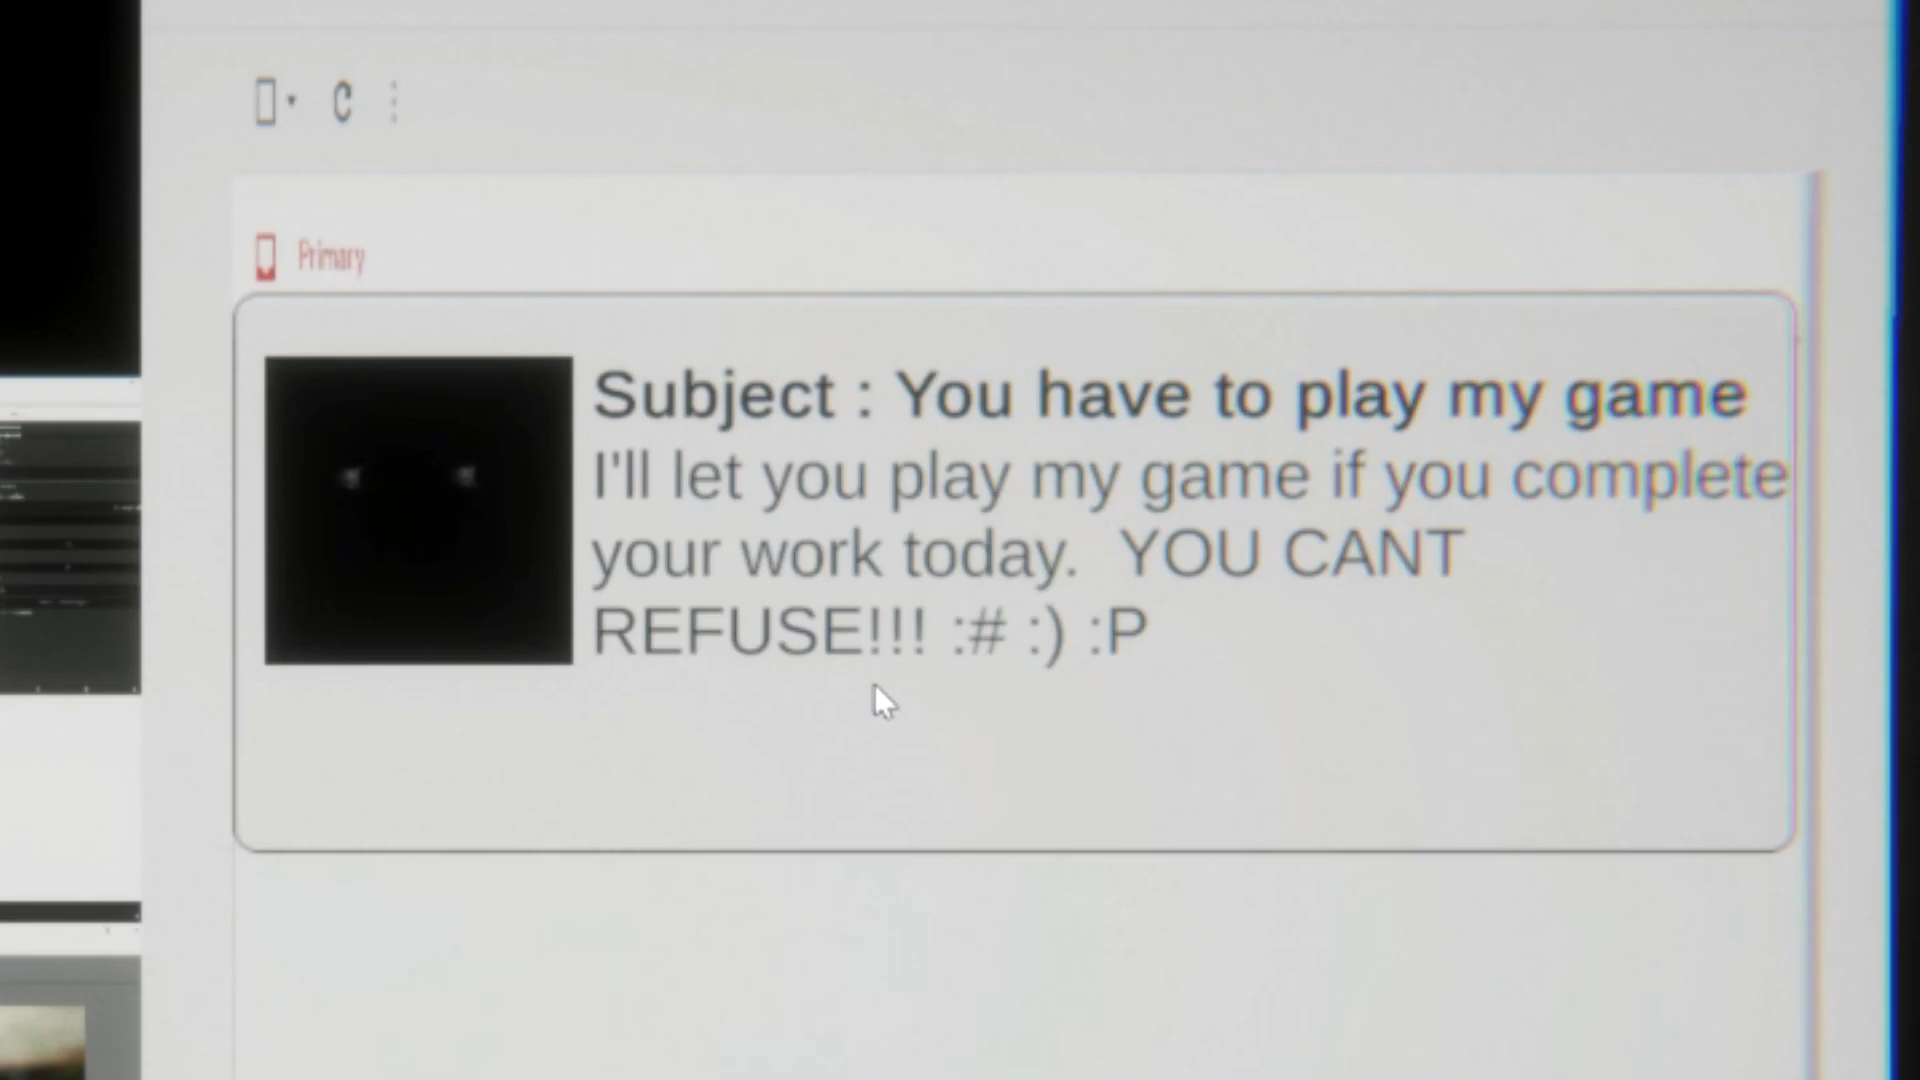 Primary
Subject : You have to play my game
I'll let you play my game if you complete
your work today.  YOU CANT
REFUSE!!! :# :) :P